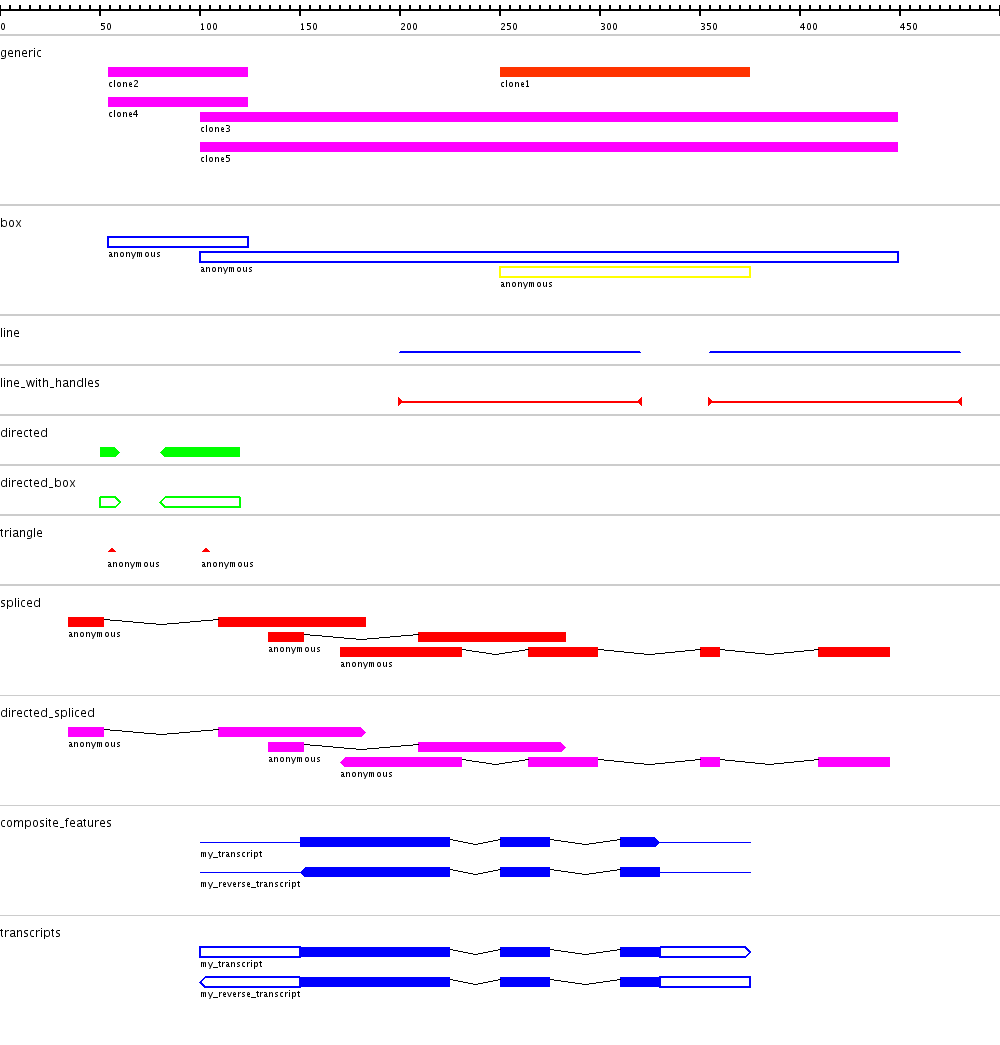 0 50 100 150 200 250 300 350 400 450
generic
clone2 clone1
clone4
clone3
clone5
box
anonymous
anonymous
anonymous
line
line_with_handles
directed
directed_box
triangle
anonymous anonymous
spliced
anonymous
anonymous
anonymous
directed_spliced
anonymous
anonymous
anonymous
composite_features
my_transcript
my_reverse_transcript
transcripts
my_transcript
my_reverse_transcript